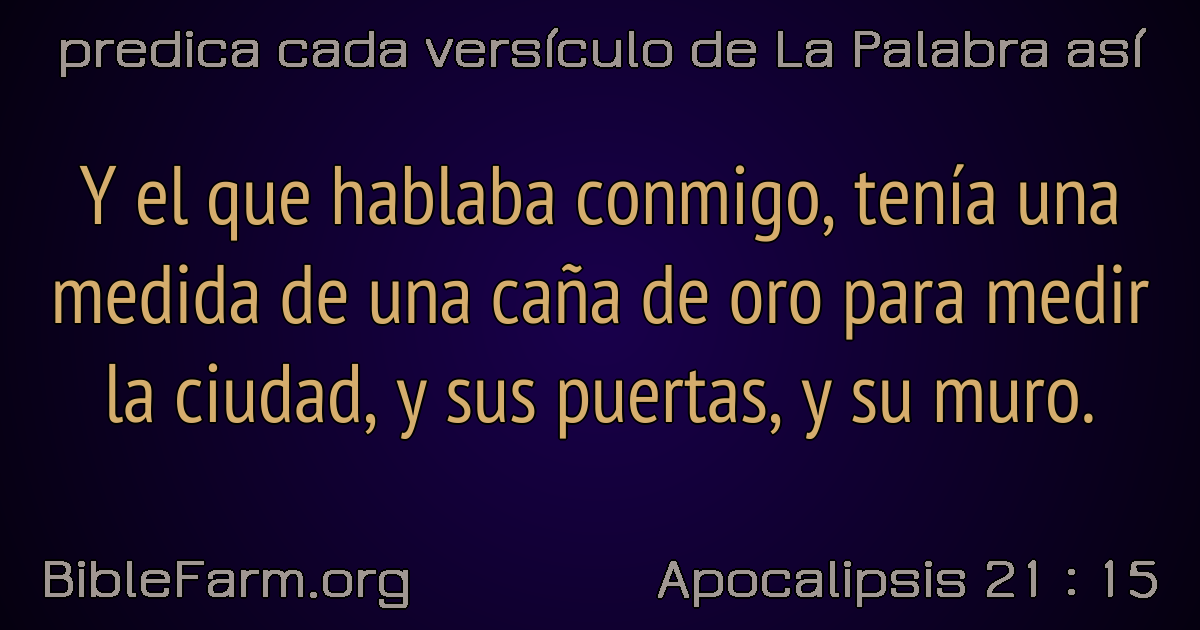 predica cada versículo de La Palabra así
Y el que hablaba conmigo, tenía una
medida de una caña de oro para medir
la ciudad, y sus puertas, y su muro.
BibleFarm.org
Apocalipsis 21 : 15